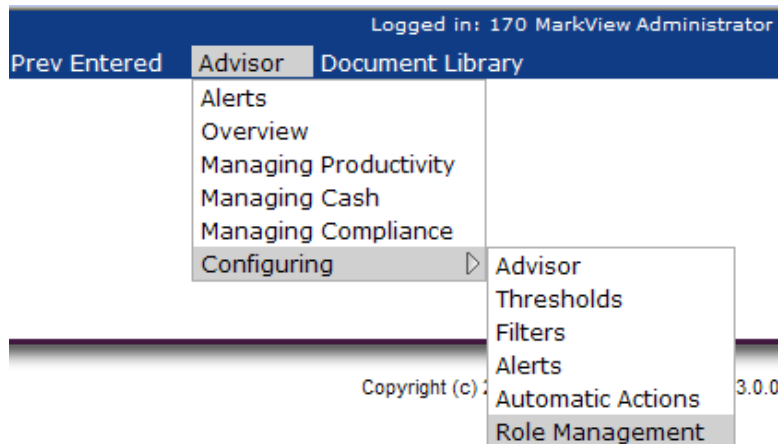 Logged in: 170 MarkView Administrator
Prev Entered Advisor Document Library
Alerts
Overview
Managing Productivity
Managing Cash
Managing Compliance
Configuring
Advisor
Thresholds
Filters
Alerts
Automatic Actions
Role Management
Copyright (c) 3.0.0